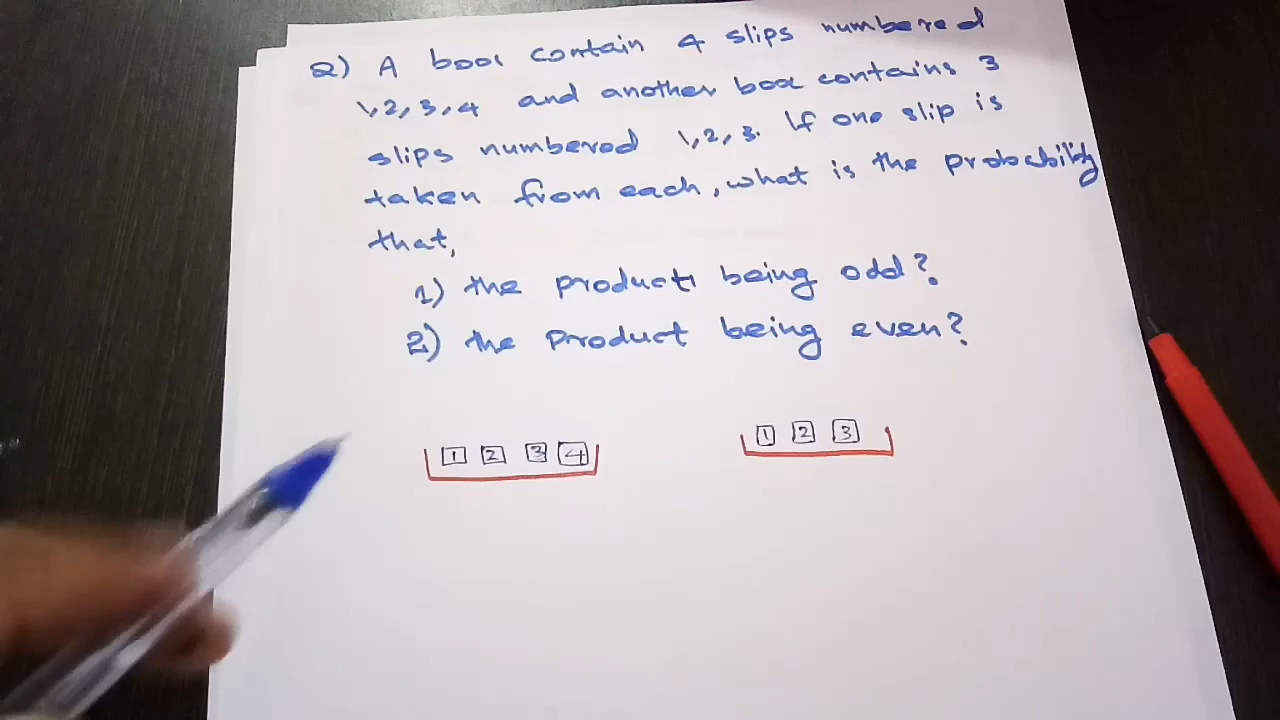 Q) A box contain 4 slips numbered
1, 2, 3, 4 and another box contains 3
slips numbered 1, 2, 3. If one slip is
taken from each, what is the probability
that,
1) the product being odd?
2) the product being even?
1 2 3 4 1 2 3